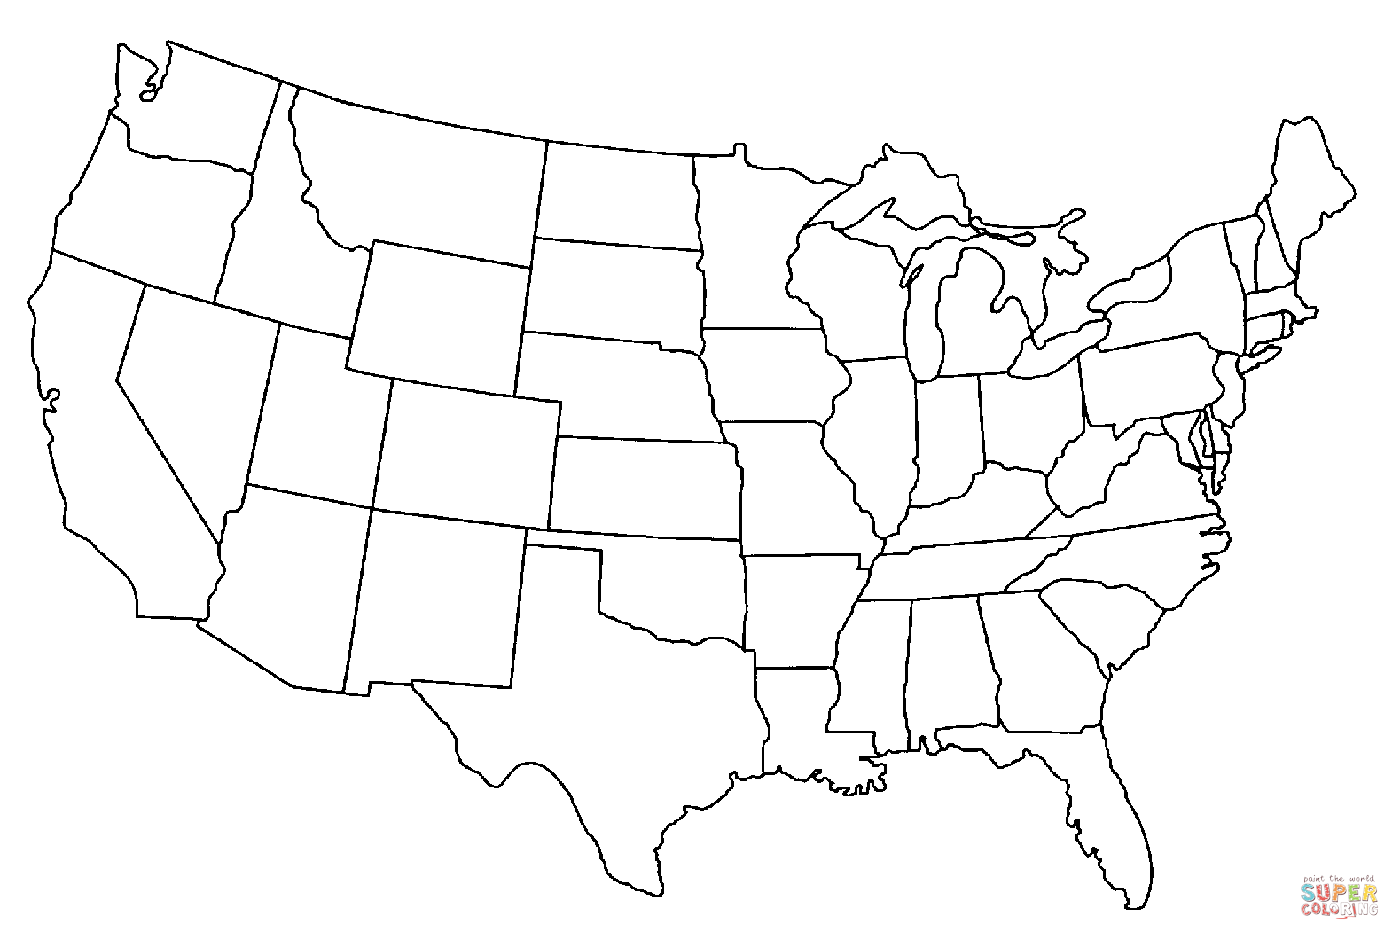 paint the world
SUPER
COLORING